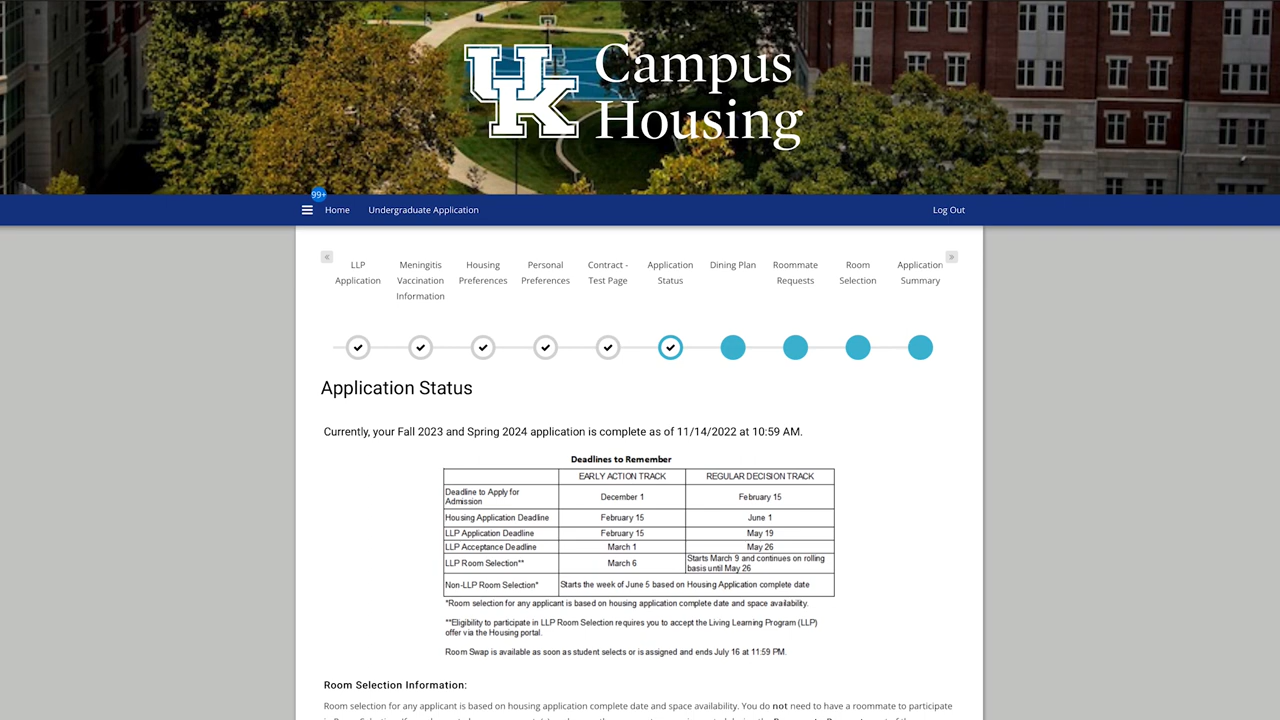 UK Campus
Housing
99+
Home Undergraduate Application Log Out
« »
LLP Meningitis Housing Personal Contract - Application Dining Plan Roommate Room Application
Application Vaccination Preferences Preferences Test Page Status Requests Selection Summary
Information
Application Status
Currently, your Fall 2023 and Spring 2024 application is complete as of 11/14/2022 at 10:59 AM.
Deadlines to Remember
EARLY ACTION TRACK REGULAR DECISION TRACK
Deadline to Apply for
Admission December 1 February 15
Housing Application Deadline February 15 June 1
LLP Application Deadline February 15 May 19
LLP Acceptance Deadline March 1 May 26
LLP Room Selection** March 6 Starts March 9 and continues on rolling
basis until May 26
Non-LLP Room Selection* Starts the week of June 5 based on Housing Application complete date
*Room selection for any applicant is based on housing application complete date and space availability.
**Eligibility to participate in LLP Room Selection requires you to accept the Living Learning Program (LLP)
offer via the Housing portal.
Room Swap is available as soon as student selects or is assigned and ends July 16 at 11:59 PM.
Room Selection Information:
Room selection for any applicant is based on housing application complete date and space availability. You do not need to have a roommate to participate